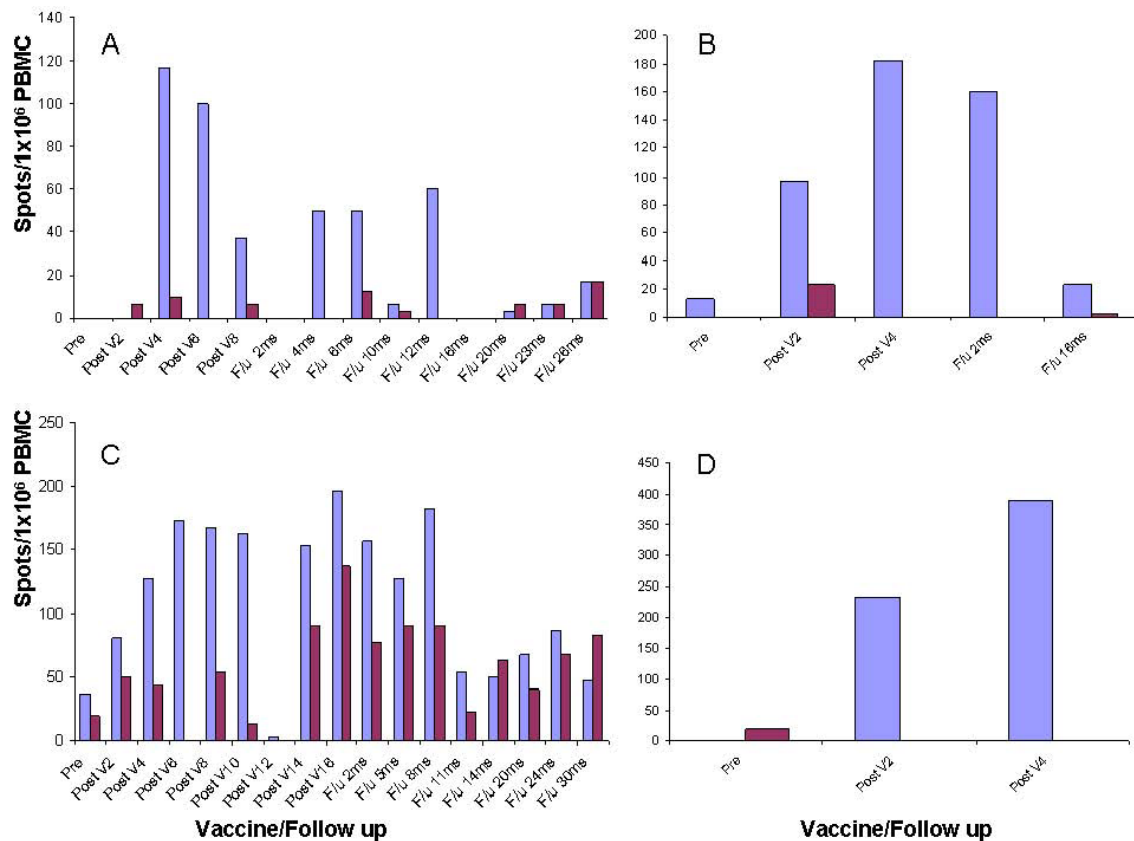 A
Spots/1x10⁶ PBMC
140
120
100
80
60
40
20
0
Pre
Post V2
Post V4
Post V6
Post V8
F/u 2ms
F/u 4ms
F/u 6ms
F/u 10ms
F/u 12ms
F/u 16ms
F/u 20ms
F/u 23ms
F/u 26ms
B
200
180
160
140
120
100
80
60
40
20
0
Pre
Post V2
Post V4
F/u 2ms
F/u 16ms
C
Spots/1x10⁶ PBMC
250
200
150
100
50
0
Pre
Post V2
Post V4
Post V6
Post V8
Post V10
Post V12
Post V14
Post V16
F/u 2ms
F/u 5ms
F/u 8ms
F/u 11ms
F/u 14ms
F/u 20ms
F/u 24ms
F/u 30ms
Vaccine/Follow up
D
450
400
350
300
250
200
150
100
50
0
Pre
Post V2
Post V4
Vaccine/Follow up